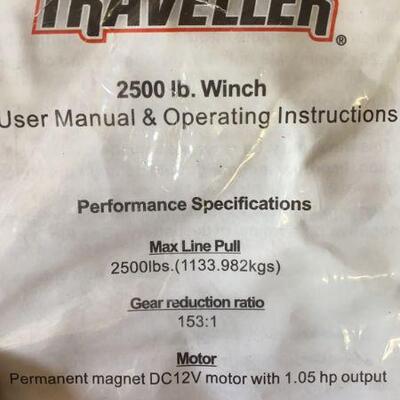 TRAVELLER
®
2500 lb. Winch
User Manual & Operating Instructions
Performance Specifications
Max Line Pull
2500lbs.(1133.982kgs)
Gear reduction ratio
153:1
Motor
Permanent magnet DC12V motor with 1.05 hp output